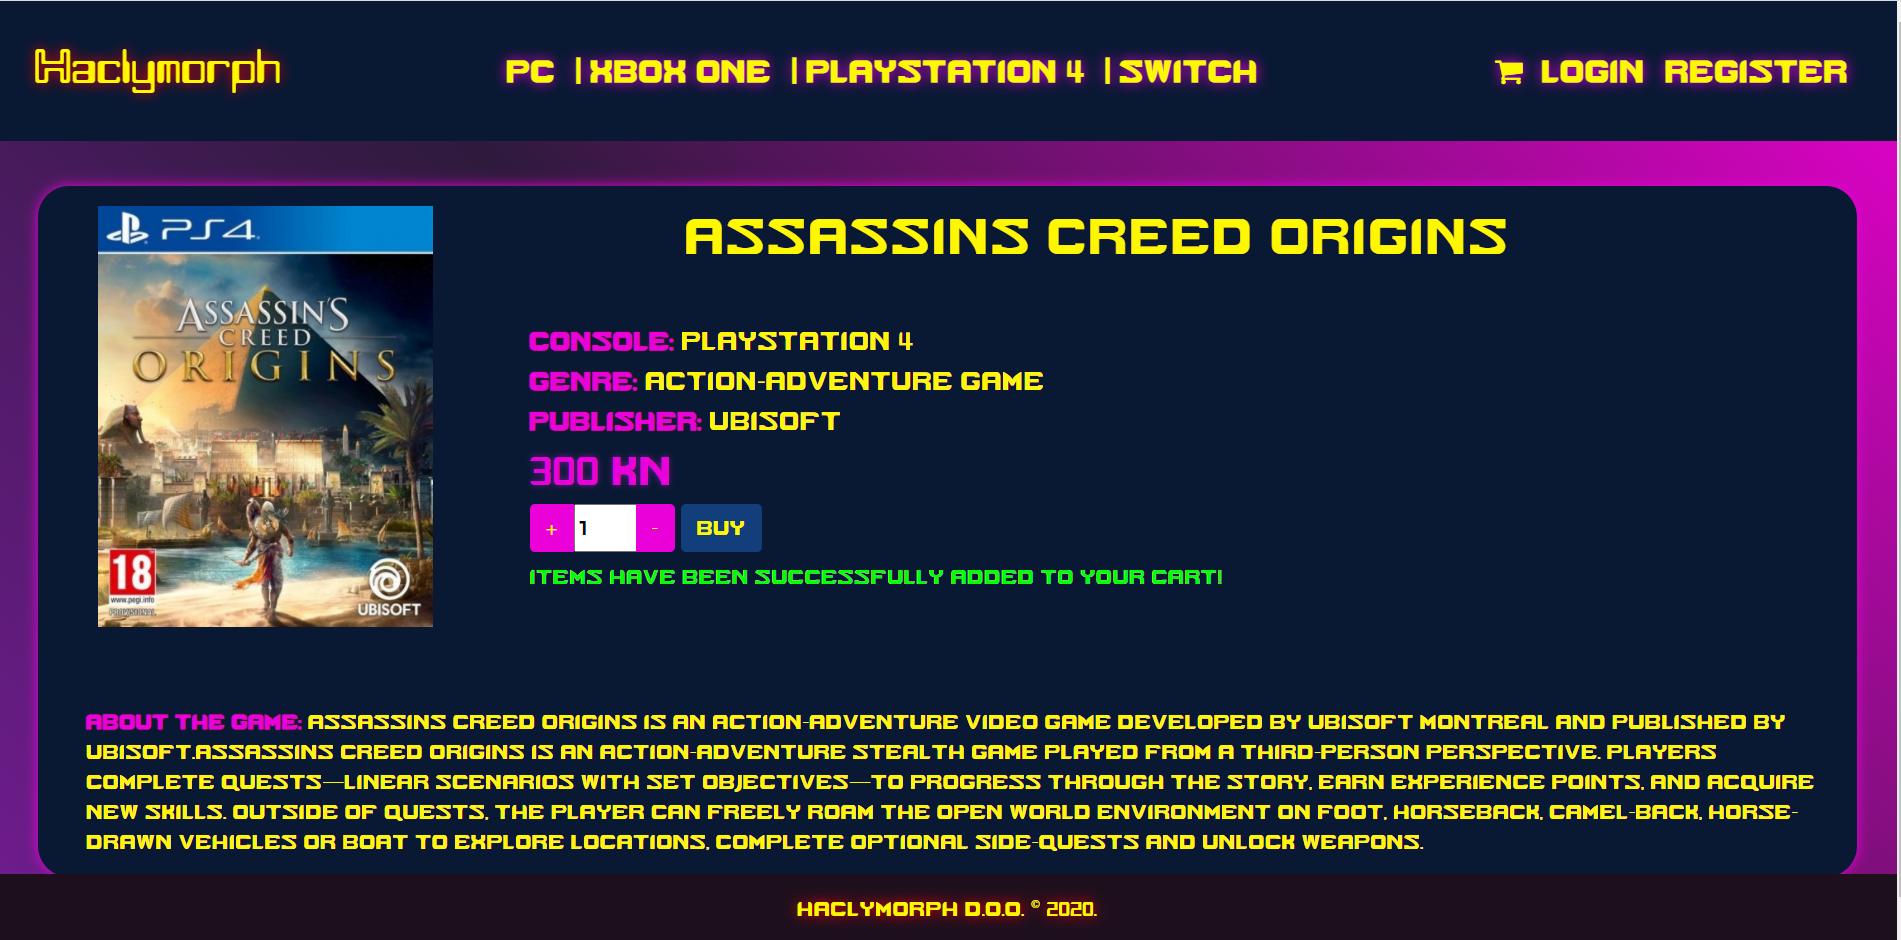 Haclymorph
PC | XBOX ONE | PLAYSTATION 4 | SWITCH
LOGIN REGISTER
PS4
ASSASSIN'S
CREED
ORIGINS
18
www.pegi.info
PROVISIONAL
UBISOFT
ASSASSINS CREED ORIGINS
CONSOLE: PLAYSTATION 4
GENRE: ACTION-ADVENTURE GAME
PUBLISHER: UBISOFT
300 KN
+ 1 - BUY
ITEMS HAVE BEEN SUCCESSFULLY ADDED TO YOUR CART!
ABOUT THE GAME: ASSASSINS CREED ORIGINS IS AN ACTION-ADVENTURE VIDEO GAME DEVELOPED BY UBISOFT MONTREAL AND PUBLISHED BY
UBISOFT.ASSASSINS CREED ORIGINS IS AN ACTION-ADVENTURE STEALTH GAME PLAYED FROM A THIRD-PERSON PERSPECTIVE. PLAYERS
COMPLETE QUESTS—LINEAR SCENARIOS WITH SET OBJECTIVES—TO PROGRESS THROUGH THE STORY, EARN EXPERIENCE POINTS, AND ACQUIRE
NEW SKILLS. OUTSIDE OF QUESTS, THE PLAYER CAN FREELY ROAM THE OPEN WORLD ENVIRONMENT ON FOOT, HORSEBACK, CAMEL-BACK, HORSE-
DRAWN VEHICLES OR BOAT TO EXPLORE LOCATIONS, COMPLETE OPTIONAL SIDE-QUESTS AND UNLOCK WEAPONS.
HACLYMORPH D.O.O. © 2020.